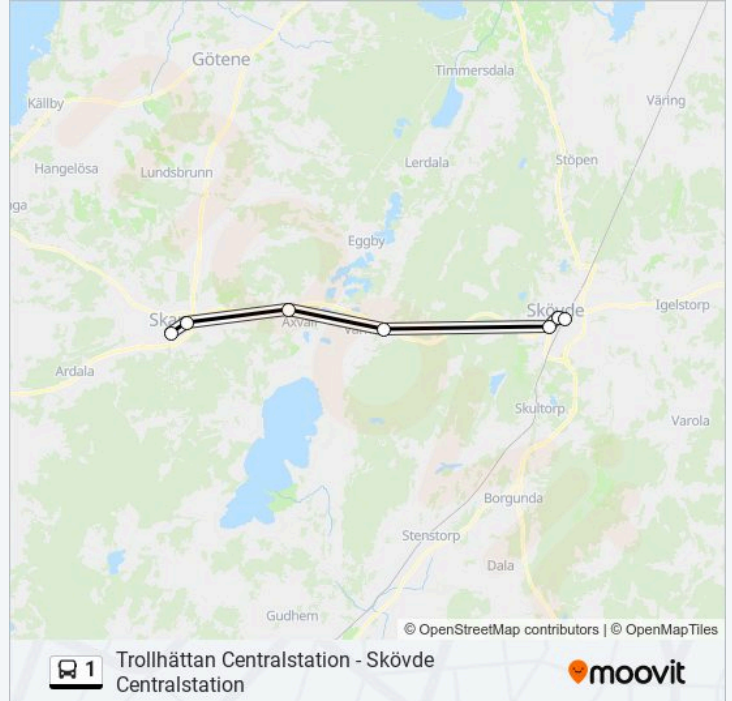 Götene
Timmersdala
Källby
Väring
Stöpen
Lerdala
Hangelösa
Lundsbrunn
Eggby
Igelstorp
Skövde
Axvall
Ardala
Skultorp
Varola
Borgunda
Stenstorp
Dala
Gudhem
© OpenStreetMap contributors | © OpenMapTiles
1
Trollhättan Centralstation - Skövde
Centralstation
moovit